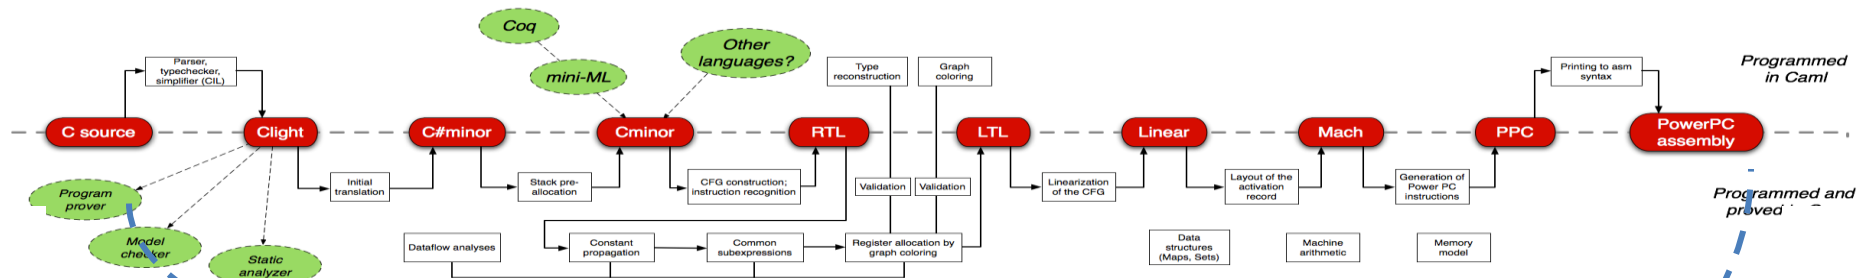 Coq
Other
languages?
mini-ML
Parser,
typechecker,
simplifier (CIL)
Type
reconstruction
Graph
coloring
Printing to asm
syntax
Programmed
in Caml
C source
Clight
C#minor
Cminor
RTL
LTL
Linear
Mach
PPC
PowerPC
assembly
Initial
translation
Stack pre-
allocation
CFG construction;
instruction recognition
Validation
Validation
Linearization
of the CFG
Layout of the
activation
record
Generation of
Power PC
instructions
Program
prover
Programmed and
proved
Model
checker
Static
analyzer
Dataflow analyses
Constant
propagation
Common
subexpressions
Register allocation by
graph coloring
Data
structures
(Maps, Sets)
Machine
arithmetic
Memory
model